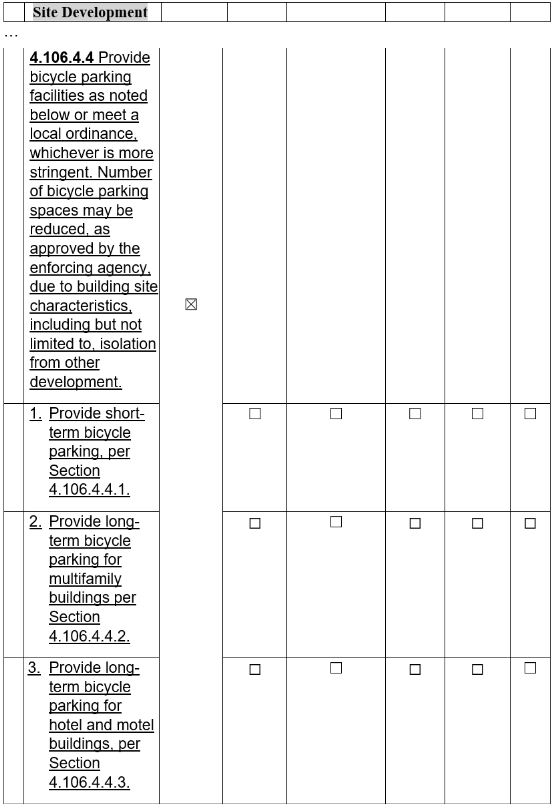 Site Development
…
4.106.4.4 Provide
bicycle parking
facilities as noted
below or meet a
local ordinance,
whichever is more
stringent. Number
of bicycle parking
spaces may be
reduced, as
approved by the
enforcing agency,
due to building site
characteristics,
including but not
limited to, isolation
from other
development.
☒
1. Provide short-
term bicycle
parking, per
Section
4.106.4.4.1.
☐ ☐ ☐ ☐ ☐
2. Provide long-
term bicycle
parking for
multifamily
buildings per
Section
4.106.4.4.2.
☐ ☐ ☐ ☐ ☐
3. Provide long-
term bicycle
parking for
hotel and motel
buildings, per
Section
4.106.4.4.3.
☐ ☐ ☐ ☐ ☐